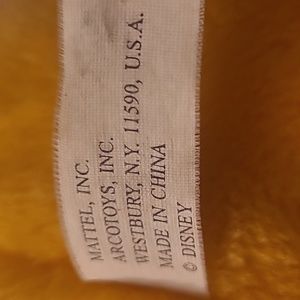 MATTEL, INC.
ARCOTOYS, INC.
WESTBURY, N.Y. 11590, U.S.A.
MADE IN CHINA
© DISNEY